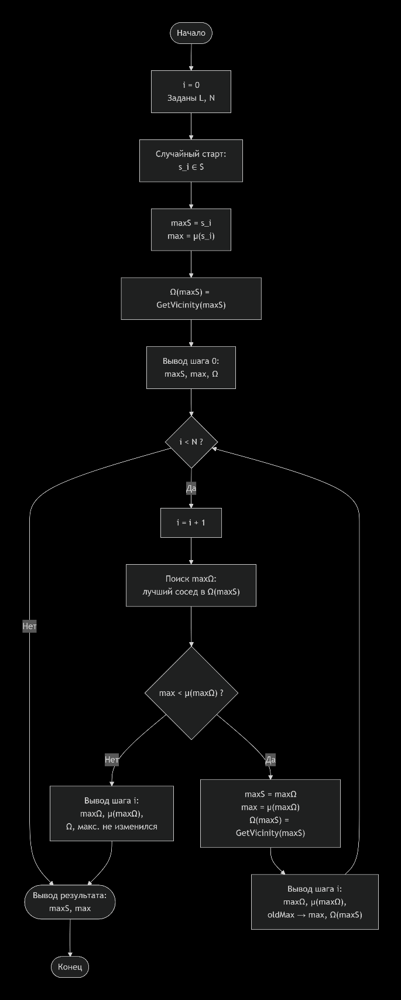 Начало
i = 0
Заданы L, N
Случайный старт:
s_i ∈ S
maxS = s_i
max = μ(s_i)
Ω(maxS) =
GetVicinity(maxS)
Вывод шага 0:
maxS, max, Ω
i < N ?
Да
i = i + 1
Поиск maxΩ:
лучший сосед в Ω(maxS)
Нет
max < μ(maxΩ) ?
Нет
Да
Вывод шага i:
maxΩ, μ(maxΩ),
Ω, макс. не изменился
maxS = maxΩ
max = μ(maxΩ)
Ω(maxS) =
GetVicinity(maxS)
Вывод шага i:
maxΩ, μ(maxΩ),
oldMax → max, Ω(maxS)
Вывод результата:
maxS, max
Конец